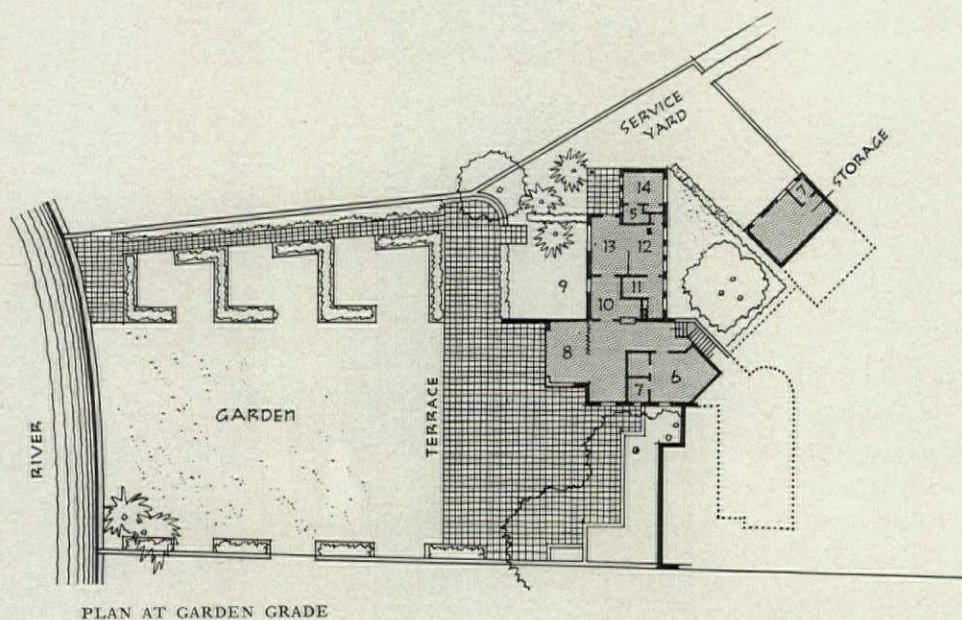 SERVICE
YARD
STORAGE
7
14
5
13
12
9
11
10
8
6
7
GARDEN
TERRACE
RIVER
PLAN AT GARDEN GRADE